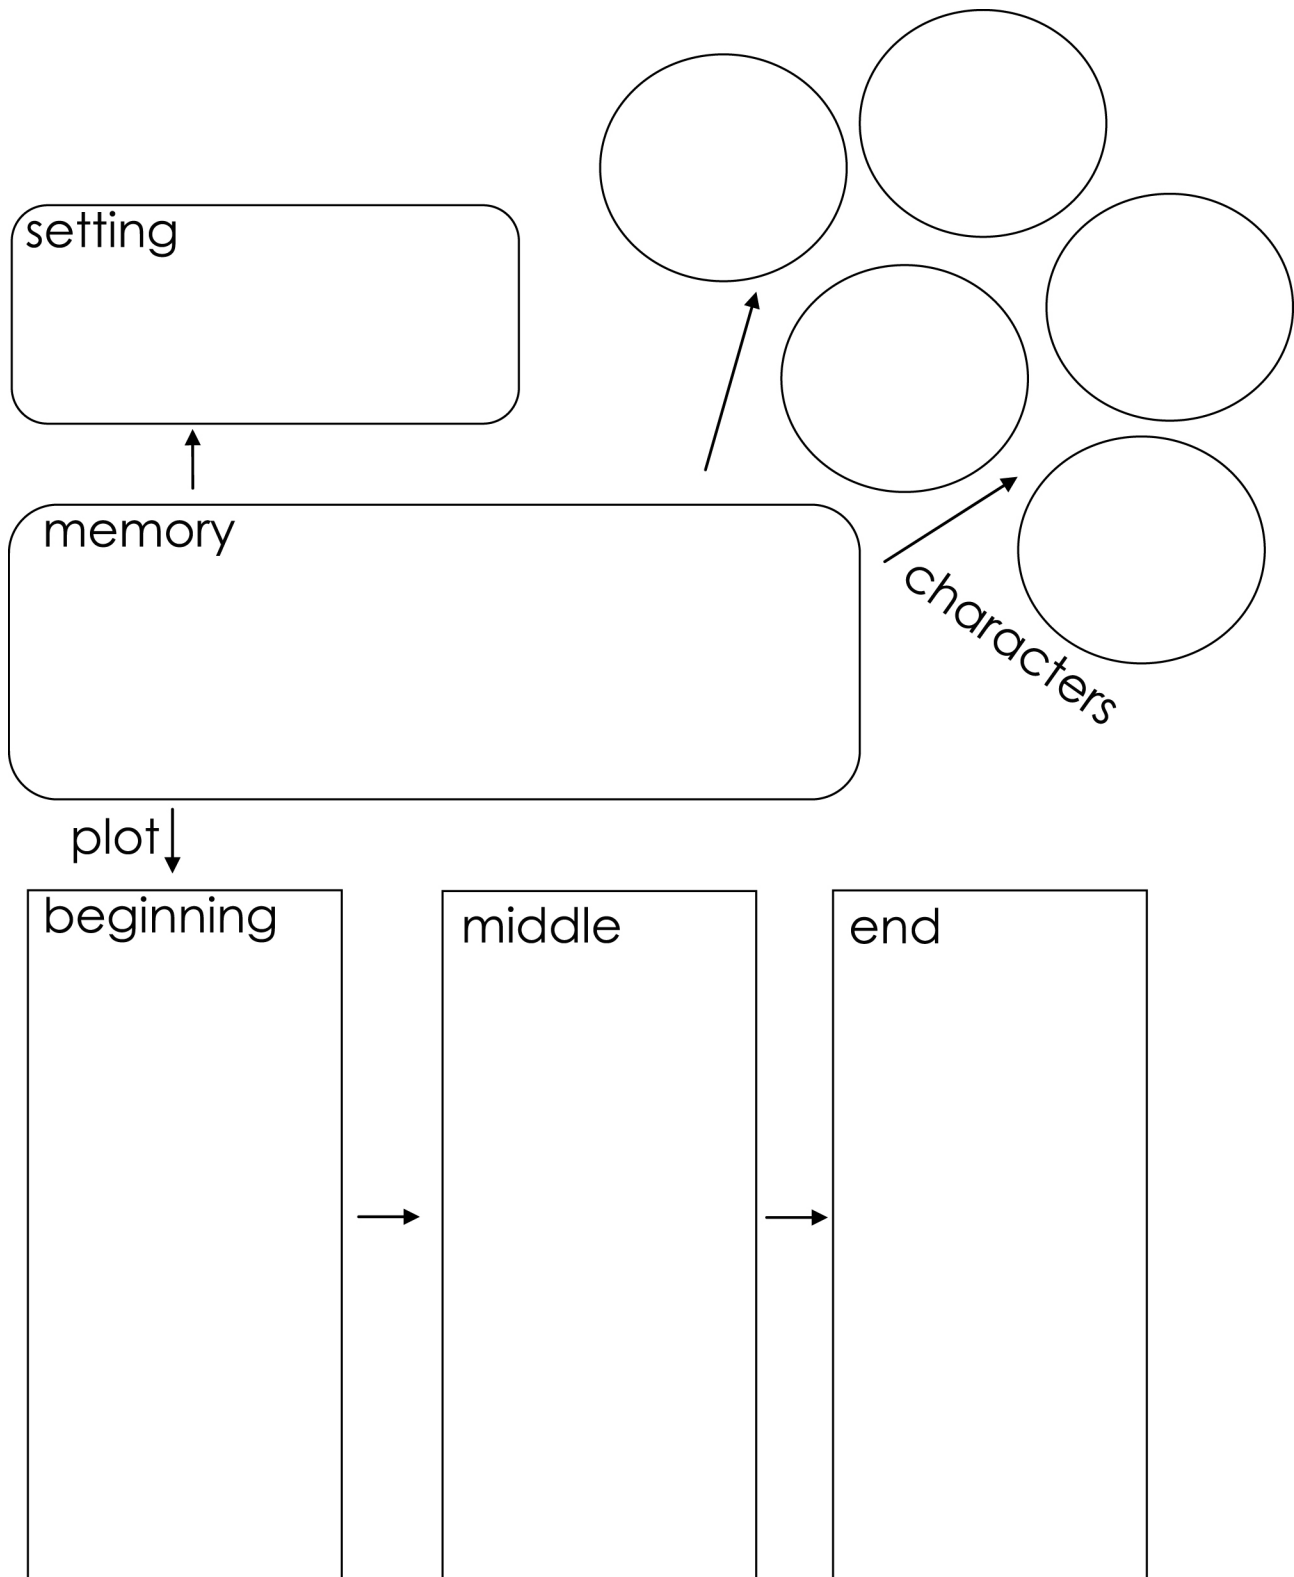 setting
memory
characters
plot
beginning
middle
end